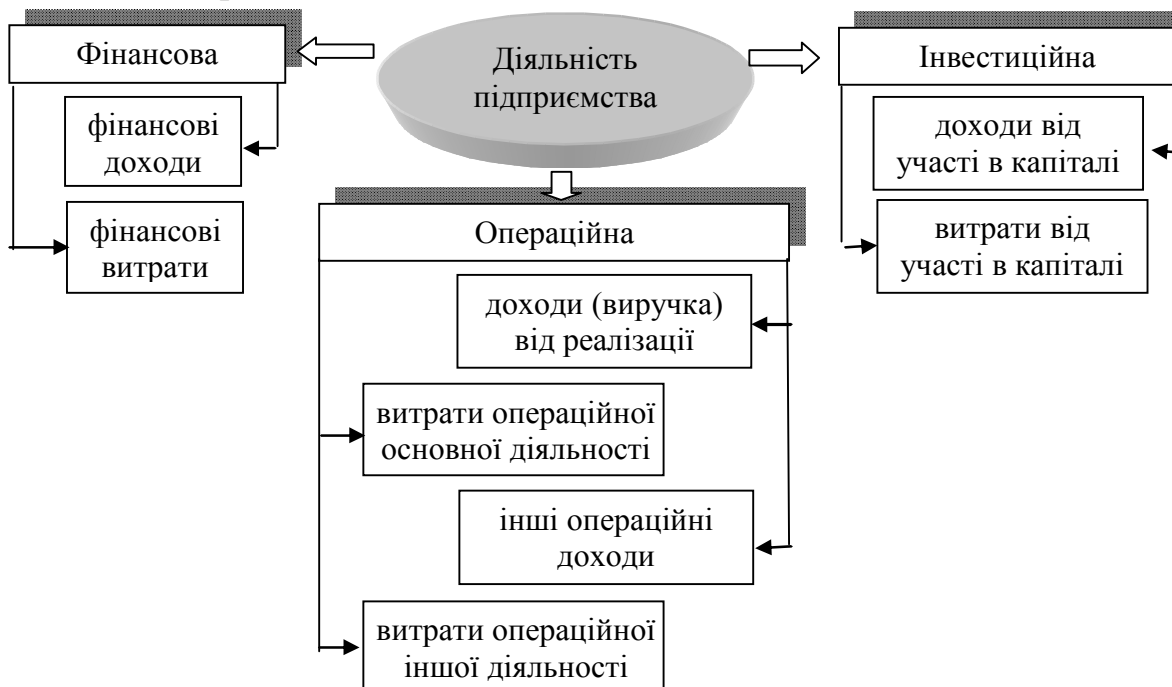 Діяльність
підприємства
Фінансова
фінансові
доходи
фінансові
витрати
Операційна
доходи (виручка)
від реалізації
витрати операційної
основної діяльності
інші операційні
доходи
витрати операційної
іншої діяльності
Інвестиційна
доходи від
участі в капіталі
витрати від
участі в капіталі